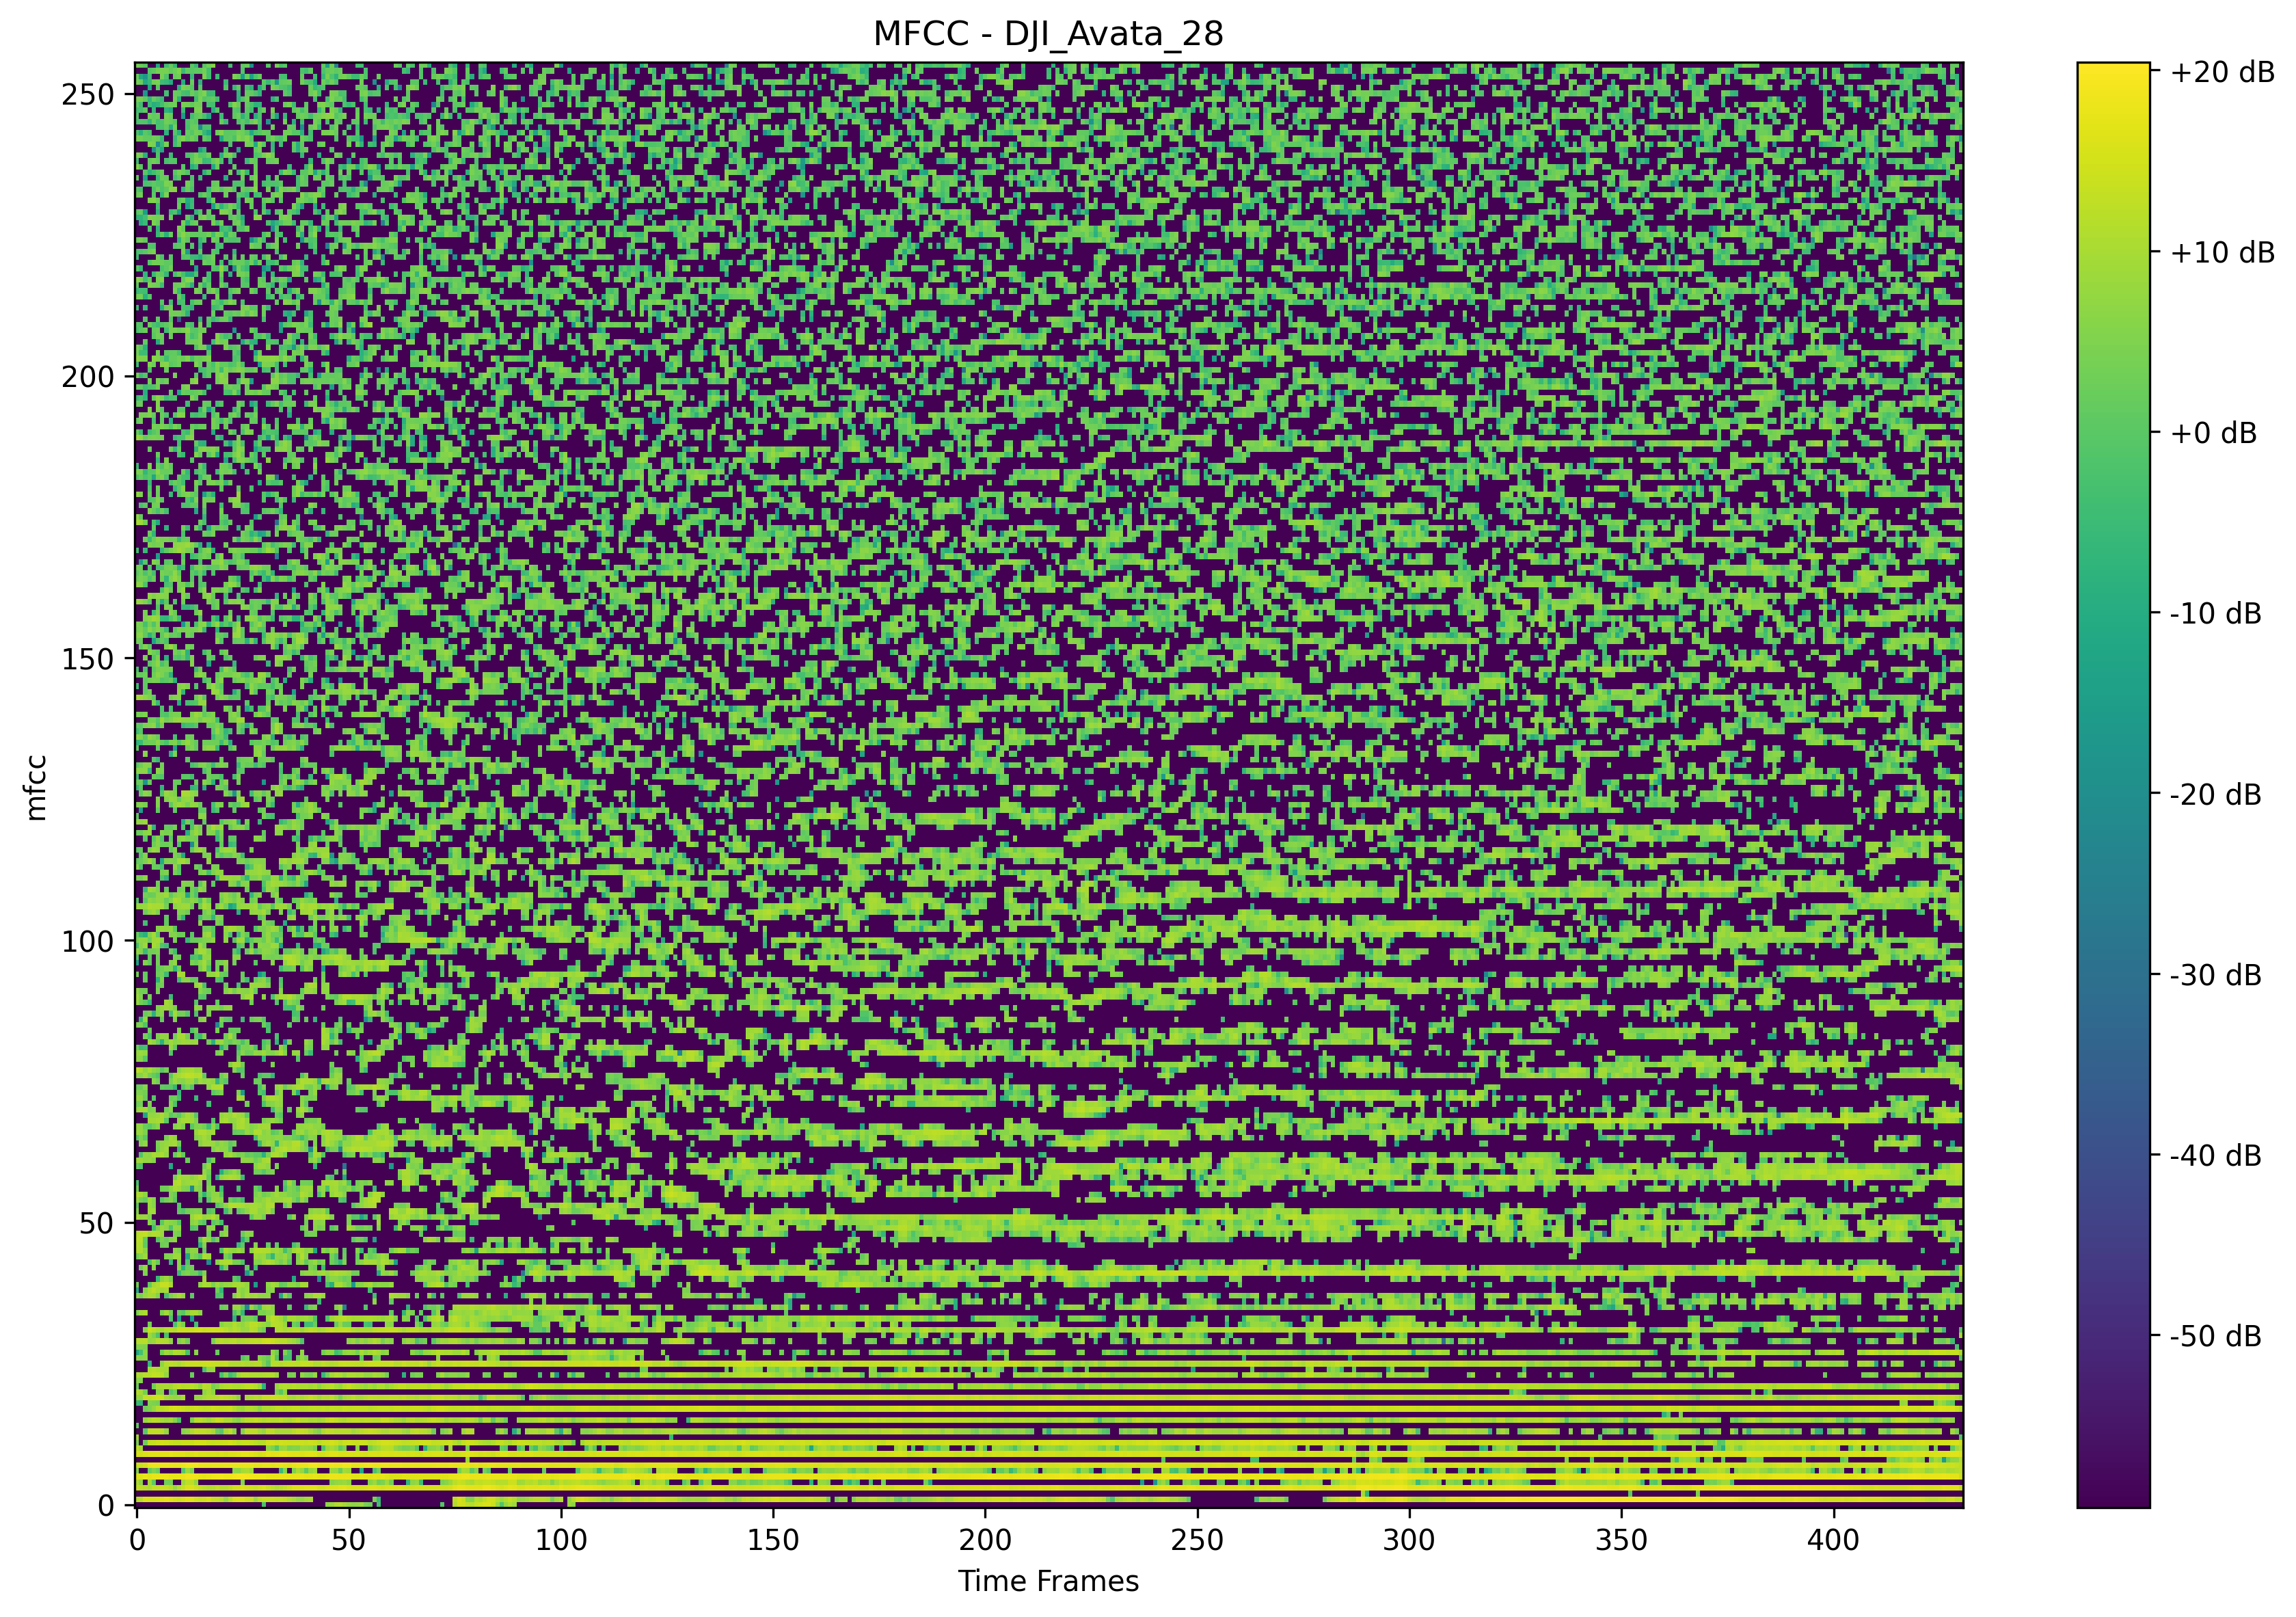 MFCC - DJI_Avata_28
250
200
150
100
50
0
mfcc
0 50 100 150 200 250 300 350 400
Time Frames
+20 dB
+10 dB
+0 dB
-10 dB
-20 dB
-30 dB
-40 dB
-50 dB